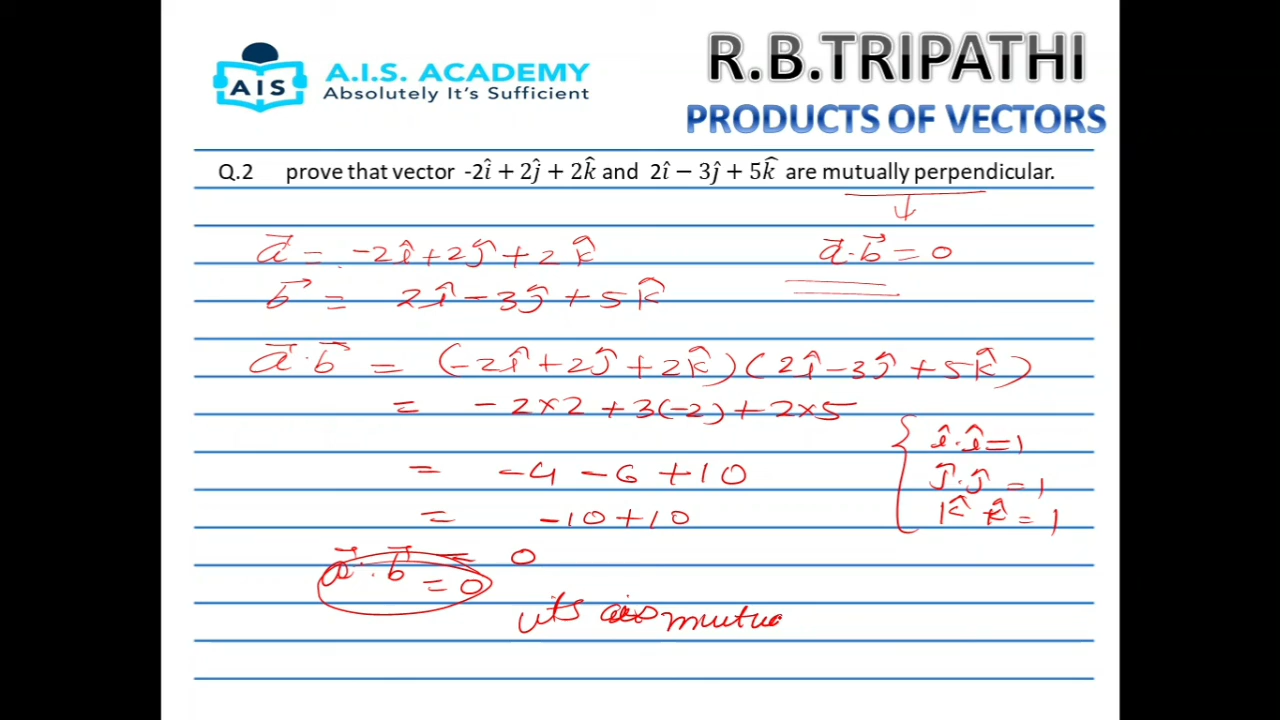 AIS
A.I.S. ACADEMY
Absolutely It's Sufficient
R.B.TRIPATHI
PRODUCTS OF VECTORS
Q.2 prove that vector -2î + 2ĵ + 2k̂ and 2î − 3ĵ + 5k̂ are mutually perpendicular.
a⃗ = -2î + 2ĵ + 2k̂
a⃗·b⃗ = 0
b⃗ = 2î − 3ĵ + 5k̂
a⃗·b⃗ = (-2î + 2ĵ + 2k̂)(2î − 3ĵ + 5k̂)
= -2×2 + 3(-2) + 2×5
î·î = 1
= -4 − 6 + 10
ĵ·ĵ = 1
= -10 + 10
k̂ k̂ = 1
= 0
a⃗·b⃗ = 0
its mutua